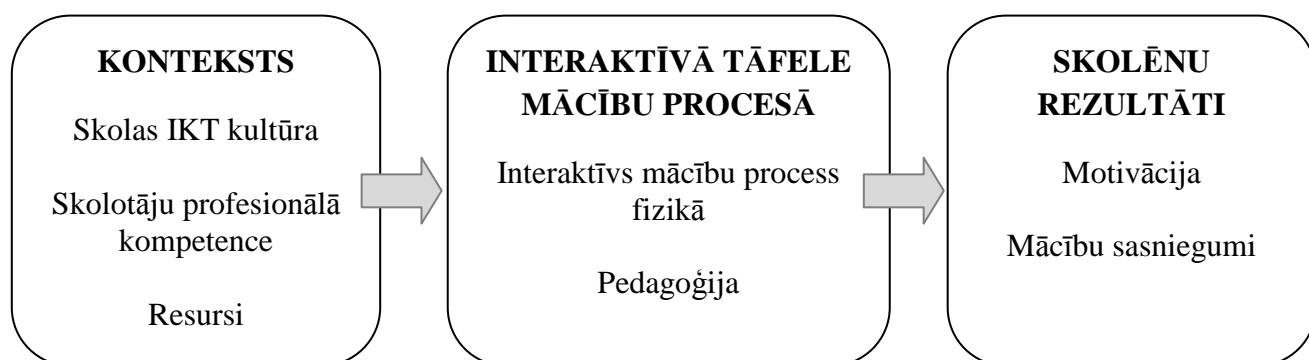 KONTEKSTS
Skolas IKT kultūra
Skolotāju profesionālā
kompetence
Resursi
INTERAKTĪVĀ TĀFELE
MĀCĪBU PROCESĀ
Interaktīvs mācību process
fizikā
Pedagoģija
SKOLĒNU
REZULTĀTI
Motivācija
Mācību sasniegumi